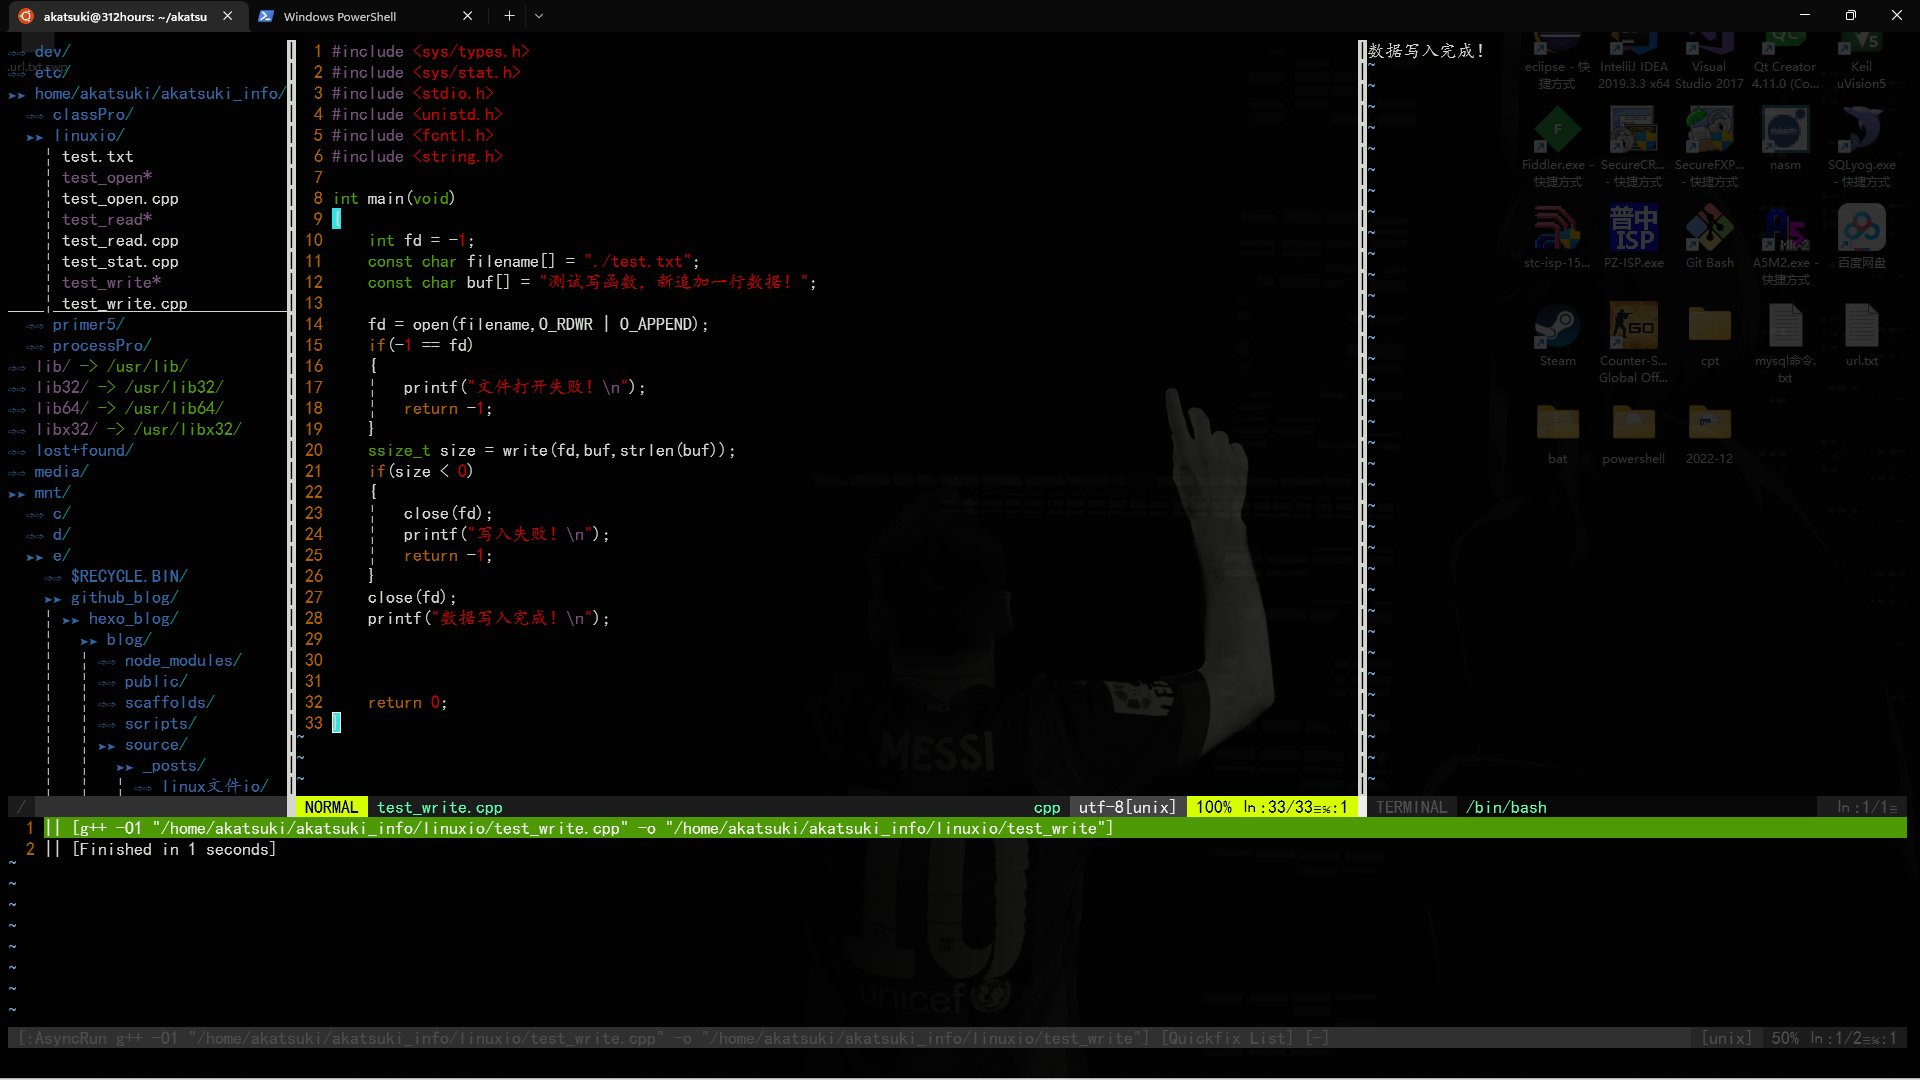 akatsuki@312hours: ~/akatsu
Windows PowerShell
dev/
.url.txt.swp
etc/
home/akatsuki/akatsuki_info/
classPro/
linuxio/
test.txt
test_open*
test_open.cpp
test_read*
test_read.cpp
test_stat.cpp
test_write*
test_write.cpp
primer5/
processPro/
lib/ -> /usr/lib/
lib32/ -> /usr/lib32/
lib64/ -> /usr/lib64/
libx32/ -> /usr/libx32/
lost+found/
media/
mnt/
c/
d/
e/
$RECYCLE.BIN/
github_blog/
hexo_blog/
blog/
node_modules/
public/
scaffolds/
scripts/
source/
_posts/
linux文件io/
/
1 #include <sys/types.h>
2 #include <sys/stat.h>
3 #include <stdio.h>
4 #include <unistd.h>
5 #include <fcntl.h>
6 #include <string.h>
7
8 int main(void)
9 {
10 int fd = -1;
11 const char filename[] = "./test.txt";
12 const char buf[] = "测试写函数，新追加一行数据！";
13
14 fd = open(filename,O_RDWR | O_APPEND);
15 if(-1 == fd)
16 {
17 printf("文件打开失败！\n");
18 return -1;
19 }
20 ssize_t size = write(fd,buf,strlen(buf));
21 if(size < 0)
22 {
23 close(fd);
24 printf("写入失败！\n");
25 return -1;
26 }
27 close(fd);
28 printf("数据写入完成！\n");
29
30
31
32 return 0;
33 }
NORMAL test_write.cpp cpp utf-8[unix] 100% ln:33/33≡℅:1
数据写入完成！
TERMINAL /bin/bash ln:1/1≡
eclipse - 快捷方式
IntelliJ IDEA 2019.3.3 x64
Visual Studio 2017
Qt Creator 4.11.0 (Co...
Keil uVision5
Fiddler.exe - 快捷方式
SecureCR... - 快捷方式
SecureFXP... - 快捷方式
nasm
SQLyog.exe - 快捷方式
普中
ISP
stc-isp-15...
PZ-ISP.exe
Git Bash
A5M2.exe - 快捷方式
百度网盘
Steam
GO
Counter-S... Global Off...
cpt
mysql命令.txt
url.txt
bat
powershell
2022-12
MESSI
10
unicef
1 || [g++ -O1 "/home/akatsuki/akatsuki_info/linuxio/test_write.cpp" -o "/home/akatsuki/akatsuki_info/linuxio/test_write"]
2 || [Finished in 1 seconds]
[:AsyncRun g++ -O1 "/home/akatsuki/akatsuki_info/linuxio/test_write.cpp" -o "/home/akatsuki/akatsuki_info/linuxio/test_write"] [Quickfix List] [-] [unix] 50% ln:1/2≡℅:1